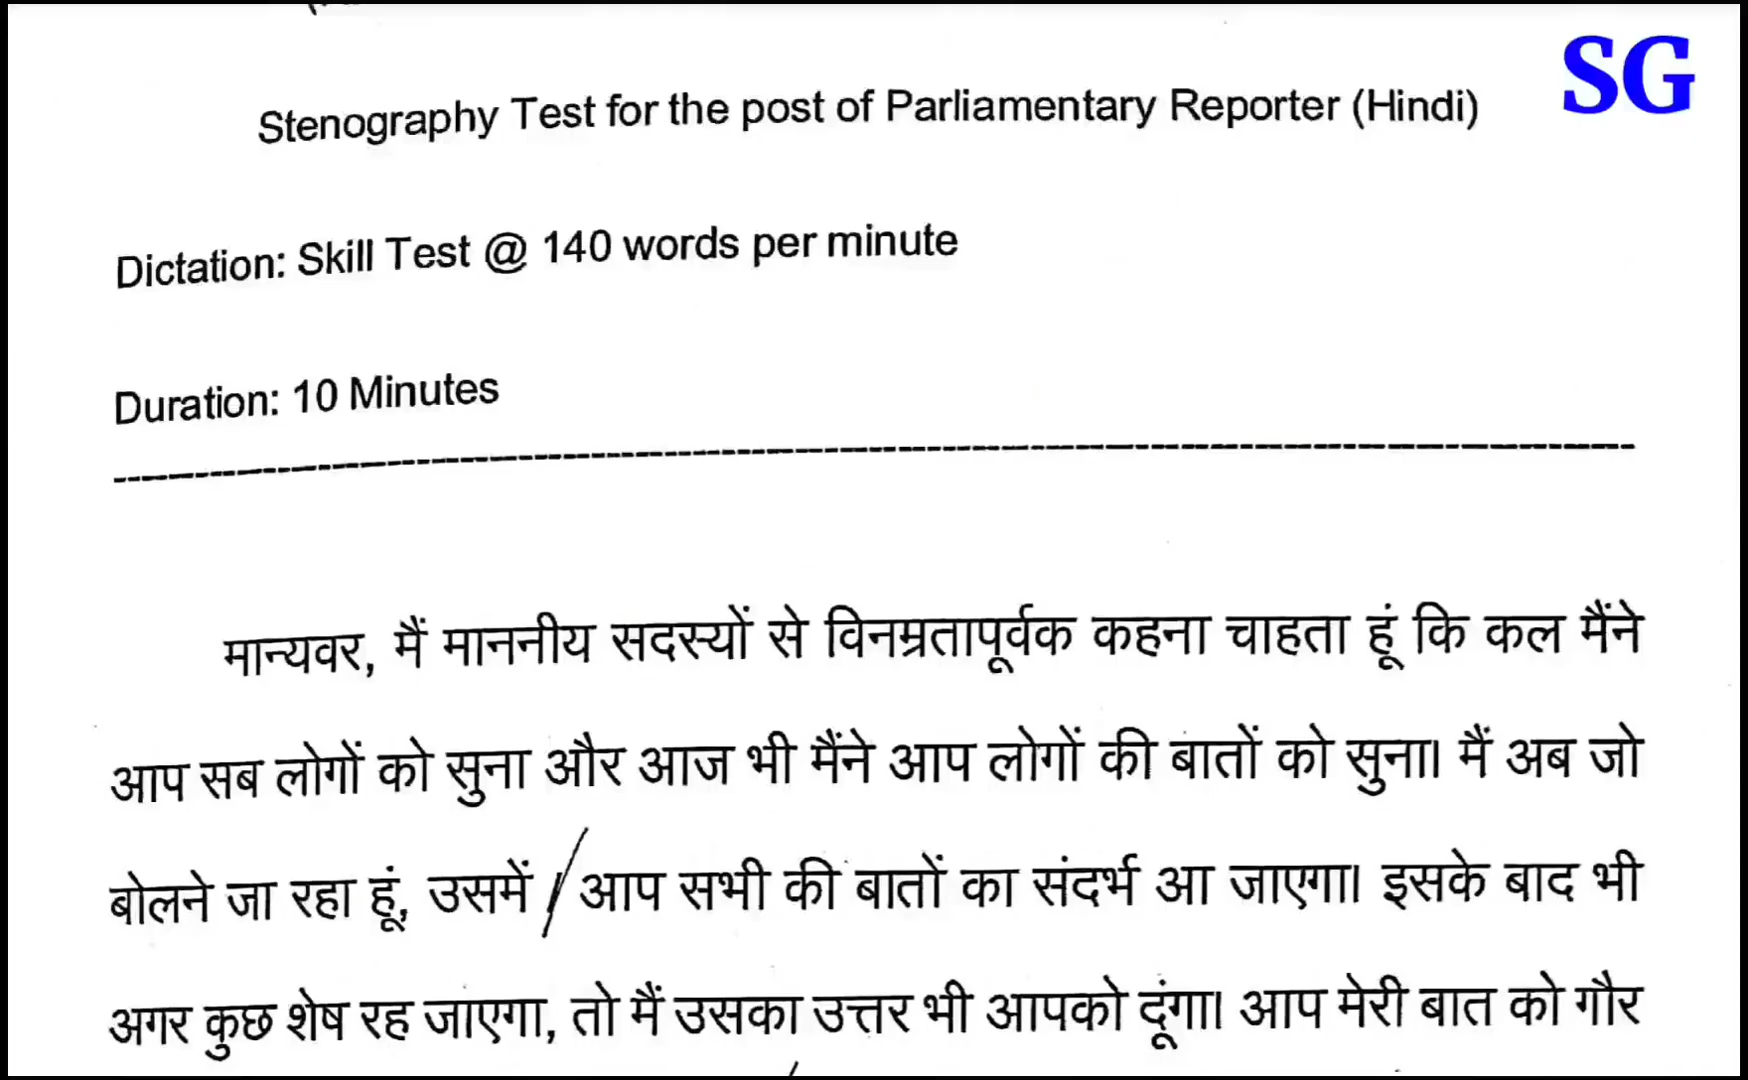 SG
Stenography Test for the post of Parliamentary Reporter (Hindi)
Dictation: Skill Test @ 140 words per minute
Duration: 10 Minutes
मान्यवर, मैं माननीय सदस्यों से विनम्रतापूर्वक कहना चाहता हूं कि कल मैंने
आप सब लोगों को सुना और आज भी मैंने आप लोगों की बातों को सुना। मैं अब जो
बोलने जा रहा हूं, उसमें / आप सभी की बातों का संदर्भ आ जाएगा। इसके बाद भी
अगर कुछ शेष रह जाएगा, तो मैं उसका उत्तर भी आपको दूंगा। आप मेरी बात को गौर